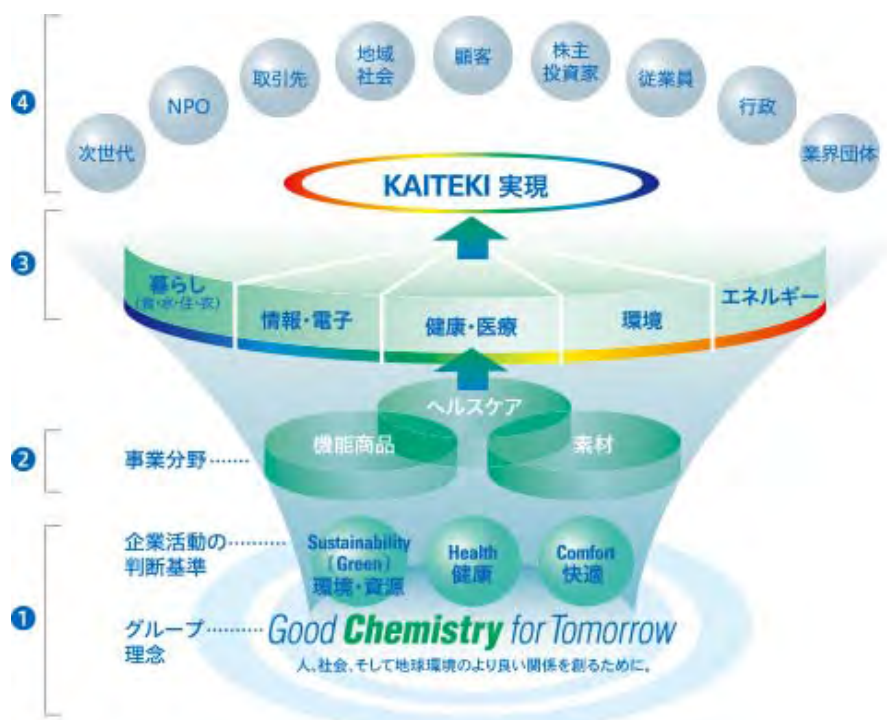 ❹
次世代
NPO
取引先
地域
社会
顧客
株主
投資家
従業員
行政
業界団体
KAITEKI 実現
❸
暮らし
(食・水・住・衣)
情報・電子
健康・医療
環境
エネルギー
❷
事業分野
ヘルスケア
機能商品
素材
❶
企業活動の
判断基準
Sustainability
[Green]
環境・資源
Health
健康
Comfort
快適
グループ
理念
Good Chemistry for Tomorrow
人、社会、そして地球環境のより良い関係を創るために。